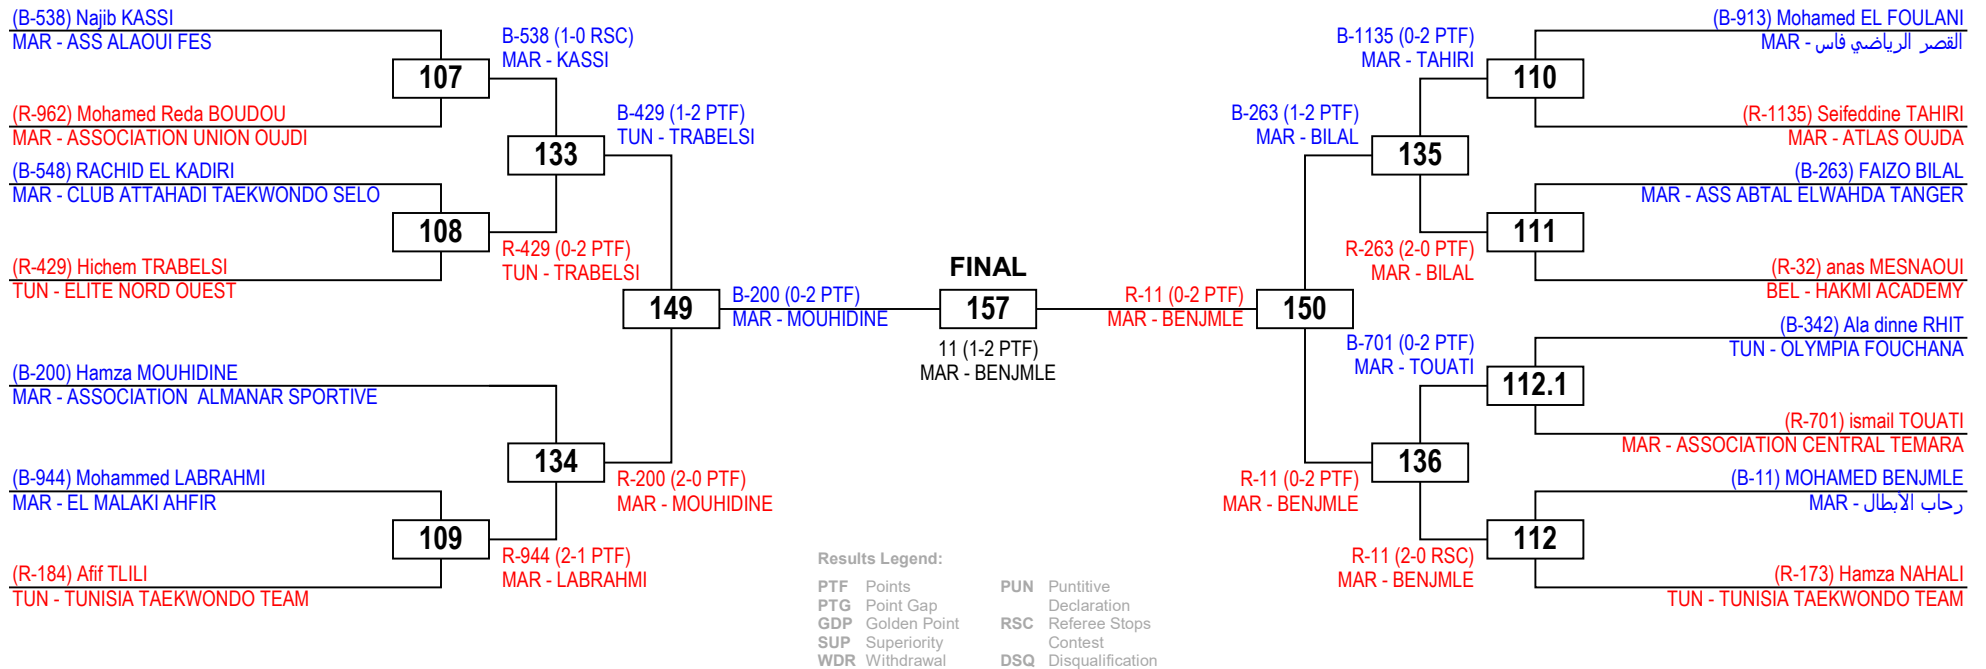 (B-538) Najib KASSI
MAR - ASS ALAOUI FES
(R-962) Mohamed Reda BOUDOU
MAR - ASSOCIATION UNION OUJDI
(B-548) RACHID EL KADIRI
MAR - CLUB ATTAHADI TAEKWONDO SELO
(R-429) Hichem TRABELSI
TUN - ELITE NORD OUEST
(B-200) Hamza MOUHIDINE
MAR - ASSOCIATION  ALMANAR SPORTIVE
(B-944) Mohammed LABRAHMI
MAR - EL MALAKI AHFIR
(R-184) Afif TLILI
TUN - TUNISIA TAEKWONDO TEAM
107
108
109
B-538 (1-0 RSC)
MAR - KASSI
R-429 (0-2 PTF)
TUN - TRABELSI
R-944 (2-1 PTF)
MAR - LABRAHMI
133
134
B-429 (1-2 PTF)
TUN - TRABELSI
R-200 (2-0 PTF)
MAR - MOUHIDINE
149
B-200 (0-2 PTF)
MAR - MOUHIDINE
FINAL
157
11 (1-2 PTF)
MAR - BENJMLE
R-11 (0-2 PTF)
MAR - BENJMLE
150
B-263 (1-2 PTF)
MAR - BILAL
R-11 (0-2 PTF)
MAR - BENJMLE
135
136
B-1135 (0-2 PTF)
MAR - TAHIRI
R-263 (2-0 PTF)
MAR - BILAL
B-701 (0-2 PTF)
MAR - TOUATI
R-11 (2-0 RSC)
MAR - BENJMLE
110
111
112.1
112
(B-913) Mohamed EL FOULANI
MAR - القصر الرياضي فاس
(R-1135) Seifeddine TAHIRI
MAR - ATLAS OUJDA
(B-263) FAIZO BILAL
MAR - ASS ABTAL ELWAHDA TANGER
(R-32) anas MESNAOUI
BEL - HAKMI ACADEMY
(B-342) Ala dinne RHIT
TUN - OLYMPIA FOUCHANA
(R-701) ismail TOUATI
MAR - ASSOCIATION CENTRAL TEMARA
(B-11) MOHAMED BENJMLE
MAR - رحاب الأبطال
(R-173) Hamza NAHALI
TUN - TUNISIA TAEKWONDO TEAM
Results Legend:
PTF Points
PTG Point Gap
GDP Golden Point
SUP Superiority
WDR Withdrawal
PUN Puntitive
Declaration
RSC Referee Stops
Contest
DSQ Disqualification